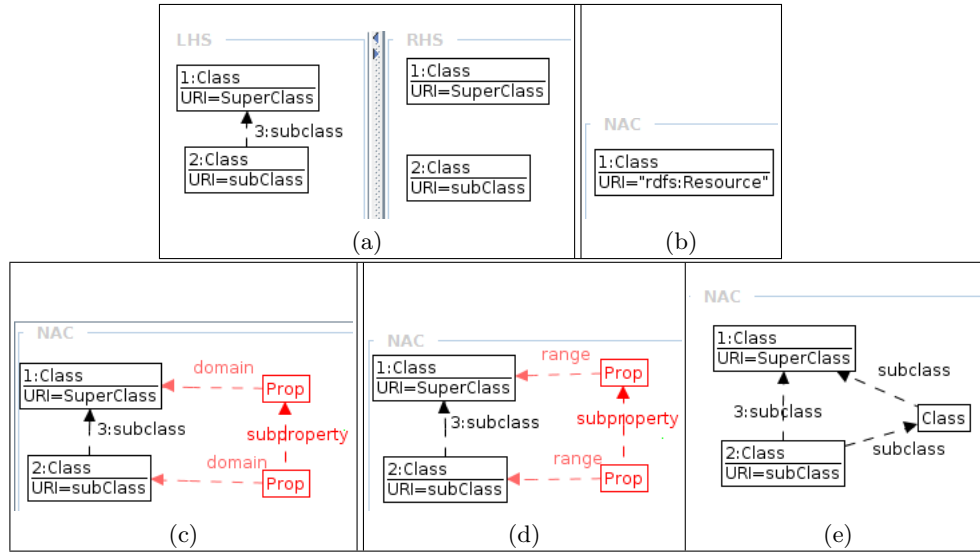 LHS
1:Class
URI=SuperClass
3:subclass
2:Class
URI=subClass
RHS
1:Class
URI=SuperClass
2:Class
URI=subClass
(a)
NAC
1:Class
URI="rdfs:Resource"
(b)
NAC
1:Class
URI=SuperClass
domain
Prop
3:subclass
subproperty
2:Class
URI=subClass
domain
Prop
(c)
NAC
1:Class
URI=SuperClass
range
Prop
3:subclass
subproperty
2:Class
URI=subClass
range
Prop
(d)
NAC
1:Class
URI=SuperClass
subclass
3:subclass
Class
2:Class
URI=subClass
subclass
(e)